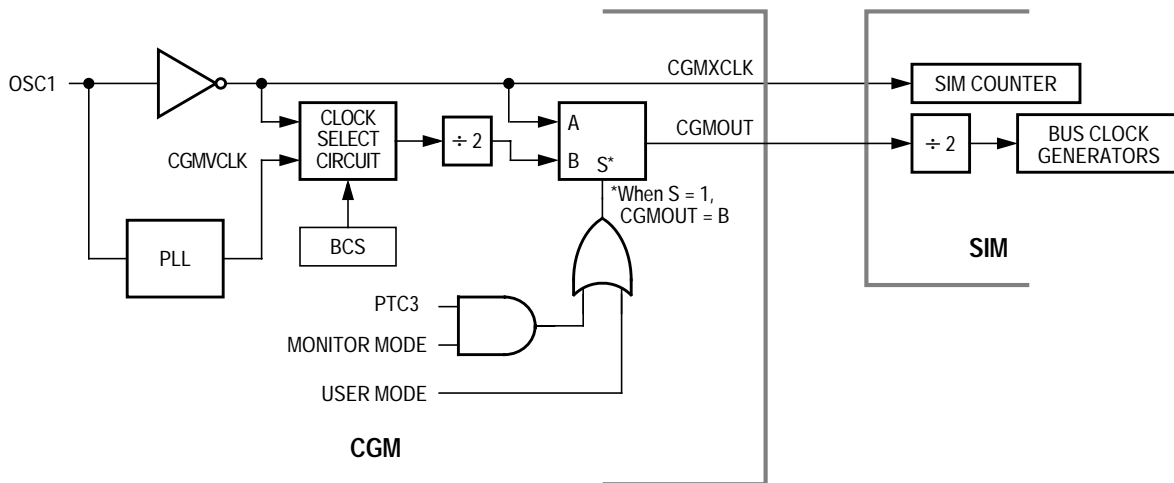 OSC1
CGMXCLK
SIM COUNTER
CLOCK
SELECT
CIRCUIT
÷ 2
A
B
S*
CGMOUT
÷ 2
BUS CLOCK
GENERATORS
CGMVCLK
*When S = 1,
CGMOUT = B
PLL
BCS
SIM
PTC3
MONITOR MODE
USER MODE
CGM